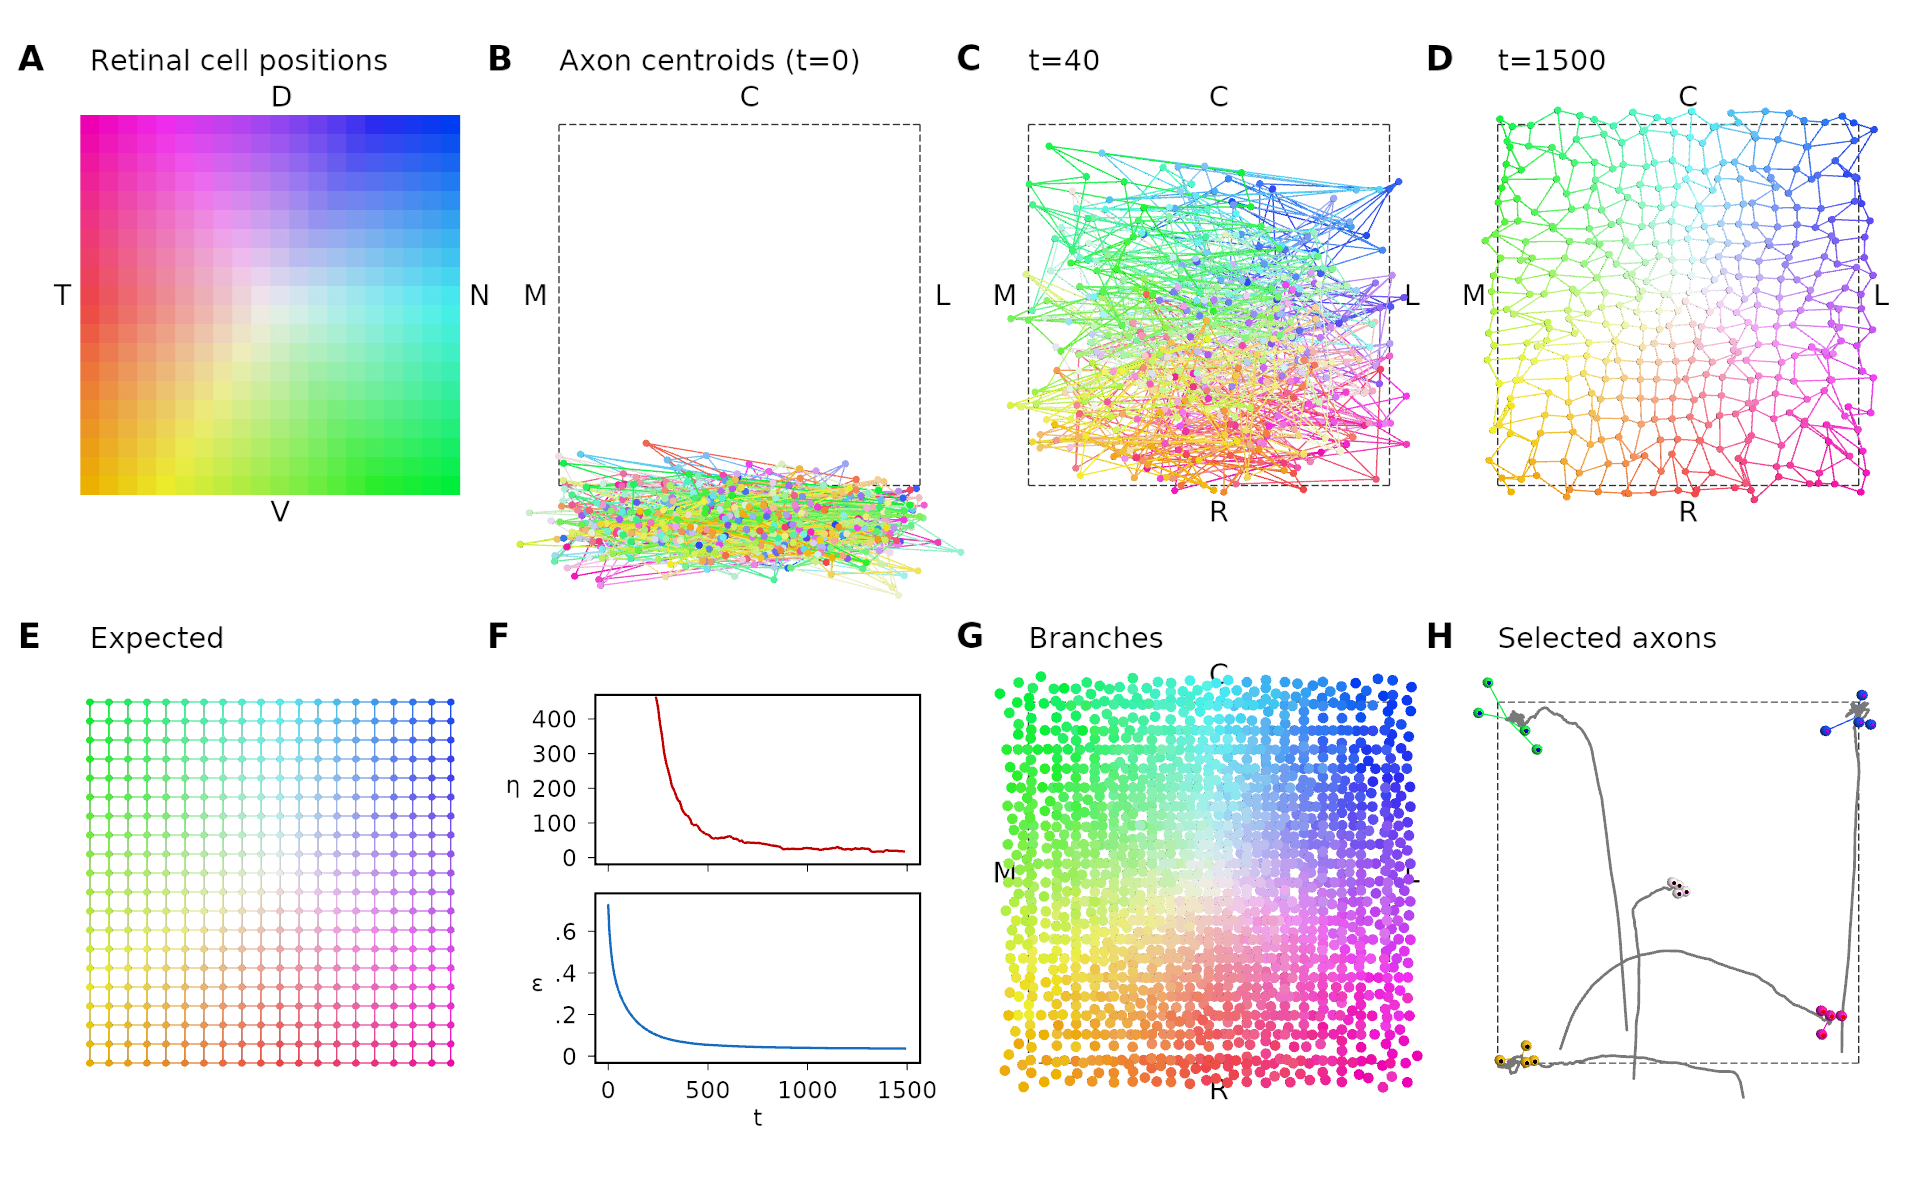 A Retinal cell positions
D
T
N
V
B Axon centroids (t=0)
C
M
L
C t=40
C
M
L
R
D t=1500
C
M
L
R
E Expected
F
400
300
η 200
100
0
.6
ε .4
.2
0
0 500 1000 1500
t
G Branches
C
M
L
R
H Selected axons